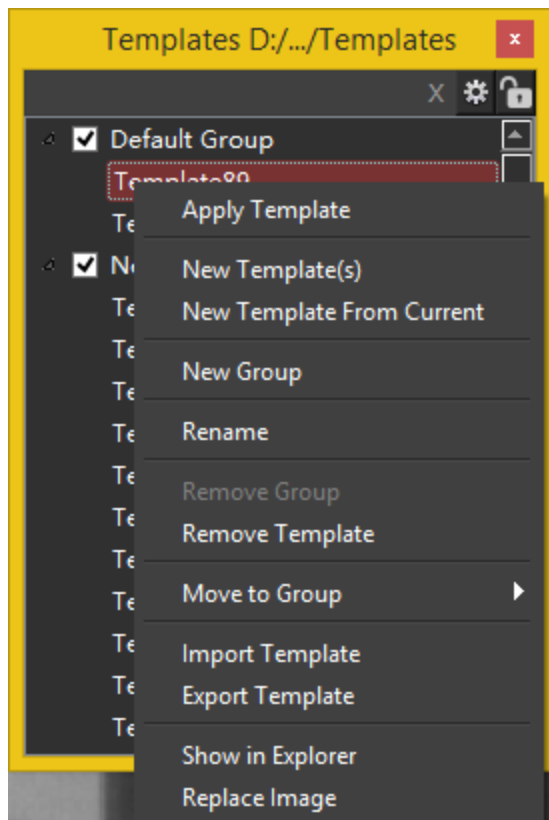 Templates D:/.../Templates
x
X
Default Group
Template89
Apply Template
New Template(s)
New Template From Current
New Group
Rename
Remove Group
Remove Template
Move to Group
Import Template
Export Template
Show in Explorer
Replace Image